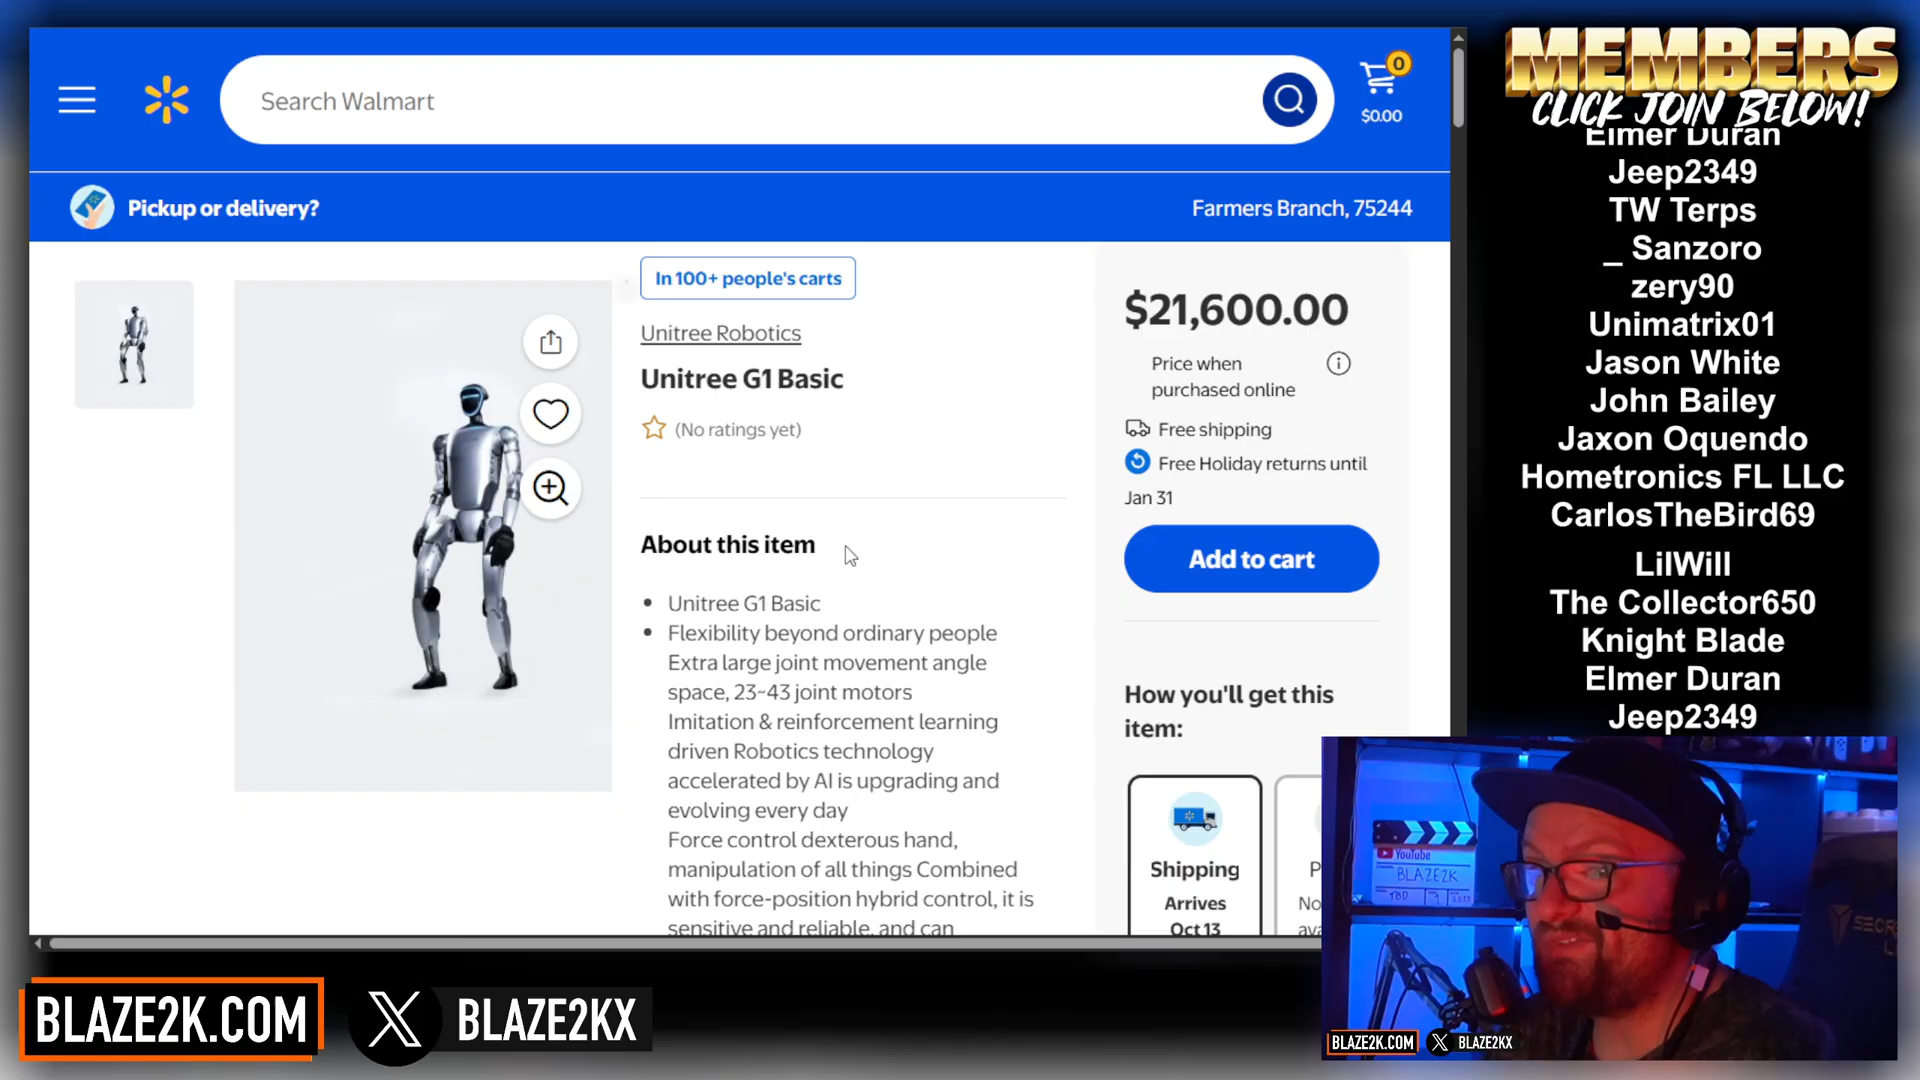 Search Walmart
0
$0.00
Pickup or delivery?
Farmers Branch, 75244
In 100+ people's carts
Unitree Robotics
Unitree G1 Basic
(No ratings yet)
About this item
Unitree G1 Basic
Flexibility beyond ordinary people
Extra large joint movement angle
space, 23~43 joint motors
Imitation & reinforcement learning
driven Robotics technology
accelerated by AI is upgrading and
evolving every day
Force control dexterous hand,
manipulation of all things Combined
with force-position hybrid control, it is
sensitive and reliable, and can
$21,600.00
Price when
purchased online
Free shipping
Free Holiday returns until
Jan 31
Add to cart
How you'll get this
item:
Shipping
Arrives
Oct 13
P
No
MEMBERS
CLICK JOIN BELOW!
Elmer Duran
Jeep2349
TW Terps
_ Sanzoro
zery90
Unimatrix01
Jason White
John Bailey
Jaxon Oquendo
Hometronics FL LLC
CarlosTheBird69
LilWill
The Collector650
Knight Blade
Elmer Duran
Jeep2349
YouTube
BLAZE2K
TBD
BLAZE2K.COM
BLAZE2KX
BLAZE2K.COM
BLAZE2KX